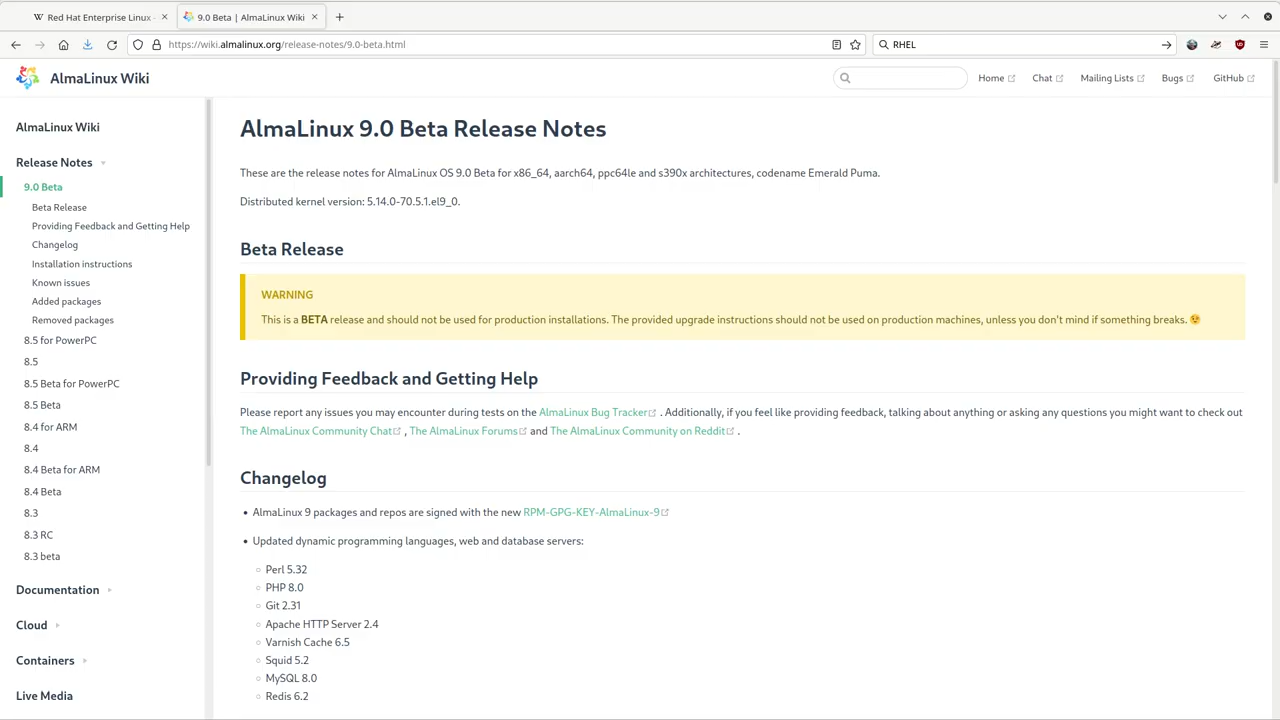 Red Hat Enterprise Linux -
9.0 Beta | AlmaLinux Wiki
https://wiki.almalinux.org/release-notes/9.0-beta.html
RHEL
AlmaLinux Wiki
Home
Chat
Mailing Lists
Bugs
GitHub
AlmaLinux Wiki
Release Notes
9.0 Beta
Beta Release
Providing Feedback and Getting Help
Changelog
Installation instructions
Known issues
Added packages
Removed packages
8.5 for PowerPC
8.5
8.5 Beta for PowerPC
8.5 Beta
8.4 for ARM
8.4
8.4 Beta for ARM
8.4 Beta
8.3
8.3 RC
8.3 beta
Documentation
Cloud
Containers
Live Media
AlmaLinux 9.0 Beta Release Notes
These are the release notes for AlmaLinux OS 9.0 Beta for x86_64, aarch64, ppc64le and s390x architectures, codename Emerald Puma.
Distributed kernel version: 5.14.0-70.5.1.el9_0.
Beta Release
WARNING
This is a BETA release and should not be used for production installations. The provided upgrade instructions should not be used on production machines, unless you don't mind if something breaks. 😉
Providing Feedback and Getting Help
Please report any issues you may encounter during tests on the AlmaLinux Bug Tracker . Additionally, if you feel like providing feedback, talking about anything or asking any questions you might want to check out
The AlmaLinux Community Chat , The AlmaLinux Forums and The AlmaLinux Community on Reddit .
Changelog
• AlmaLinux 9 packages and repos are signed with the new RPM-GPG-KEY-AlmaLinux-9
• Updated dynamic programming languages, web and database servers:
○ Perl 5.32
○ PHP 8.0
○ Git 2.31
○ Apache HTTP Server 2.4
○ Varnish Cache 6.5
○ Squid 5.2
○ MySQL 8.0
○ Redis 6.2